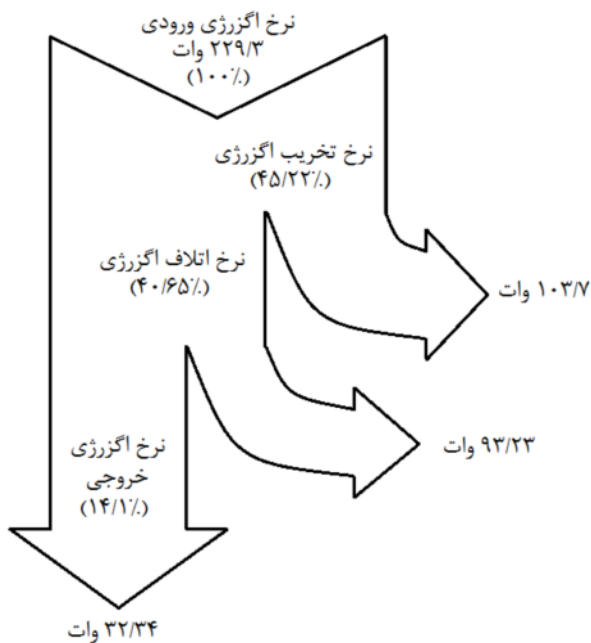 نرخ اگزرژی ورودی
۲۲۹/۳ وات
(۱۰۰٪)
نرخ تخریب اگزرژی
(۴۵/۲۲٪)
نرخ اتلاف اگزرژی
(۴۰/۶۵٪)
۱۰۳/۷ وات
۹۳/۲۳ وات
نرخ اگزرژی
خروجی
(۱۴/۱٪)
۳۲/۳۴ وات